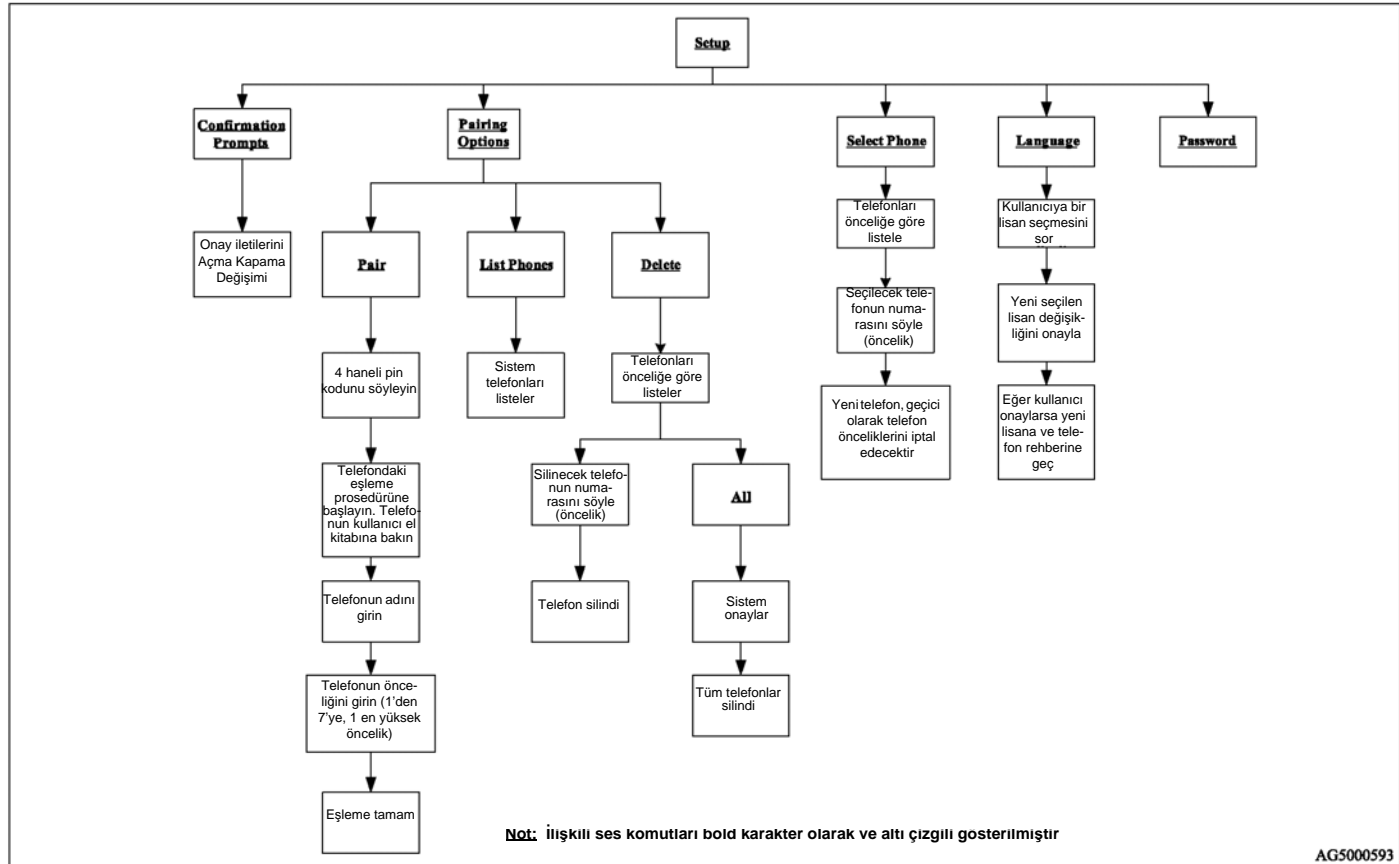 Setup
Confirmation
Prompts
Onay iletilerini
Açma Kapama
Değişimi
Pairing
Options
Pair
4 haneli pin
kodunu söyleyin
Telefondaki
eşleme
prosedürüne
başlayın. Telefo-
nun kullanıcı el
kitabına bakın
Telefonun adını
girin
Telefonun önce-
liğini girin (1’den
7’ye, 1 en yüksek
öncelik)
Eşleme tamam
List Phones
Sistem
telefonları
listeler
Delete
Telefonları
önceliğe göre
listeler
Silinecek telefo-
nun numa-
rasını söyle
(öncelik)
Telefon silindi
All
Sistem
onaylar
Tüm telefonlar
silindi
Select Phone
Telefonları
önceliğe göre
listele
Seçilecek tele-
fonun numa-
rasını söyle
(öncelik)
Yeni telefon, geçici
olarak telefon
önceliklerini iptal
edecektir
Language
Kullanıcıya bir
lisan seçmesini
sor
Yeni seçilen
lisan değişik-
liğini onayla
Eğer kullanıcı
onaylarsa yeni
lisana ve tele-
fon rehberine
geç
Password
Not: İlişkili ses komutları bold karakter olarak ve altı çizgili gösterilmiştir
AG5000593